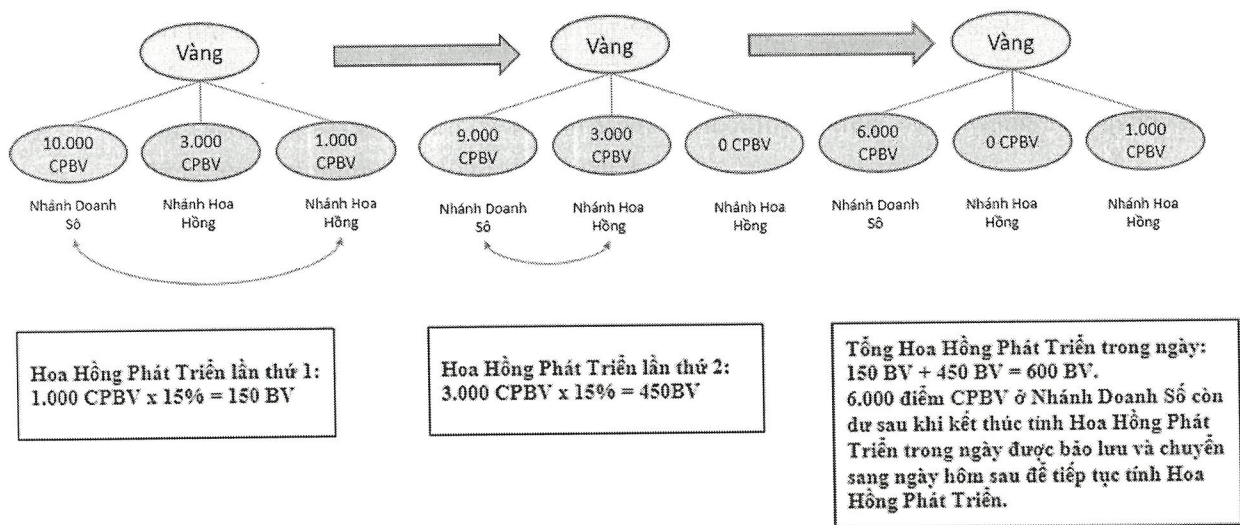 Vàng
Vàng
Vàng
10.000
CPBV
3.000
CPBV
1.000
CPBV
9.000
CPBV
3.000
CPBV
0 CPBV
6.000
CPBV
0 CPBV
1.000
CPBV
Nhánh Doanh
Số
Nhánh Hoa
Hồng
Nhánh Hoa
Hồng
Nhánh Doanh
Số
Nhánh Hoa
Hồng
Nhánh Hoa
Hồng
Nhánh Doanh
Số
Nhánh Hoa
Hồng
Nhánh Hoa
Hồng
Hoa Hồng Phát Triển lần thứ 1:
1.000 CPBV x 15% = 150 BV
Hoa Hồng Phát Triển lần thứ 2:
3.000 CPBV x 15% = 450BV
Tổng Hoa Hồng Phát Triển trong ngày:
150 BV + 450 BV = 600 BV.
6.000 điểm CPBV ở Nhánh Doanh Số còn
dư sau khi kết thúc tính Hoa Hồng Phát
Triển trong ngày được bảo lưu và chuyển
sang ngày hôm sau để tiếp tục tính Hoa
Hồng Phát Triển.